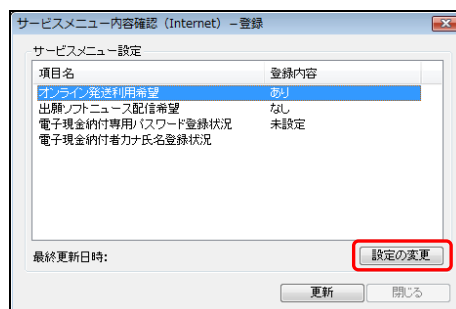 サービスメニュー内容確認（Internet）－登録
サービスメニュー設定
項目名 登録内容
オンライン発送利用希望 あり
出願ソフトニュース配信希望 なし
電子現金納付専用パスワード登録状況 未設定
電子現金納付者カナ氏名登録状況
最終更新日時:
設定の変更
更新 閉じる